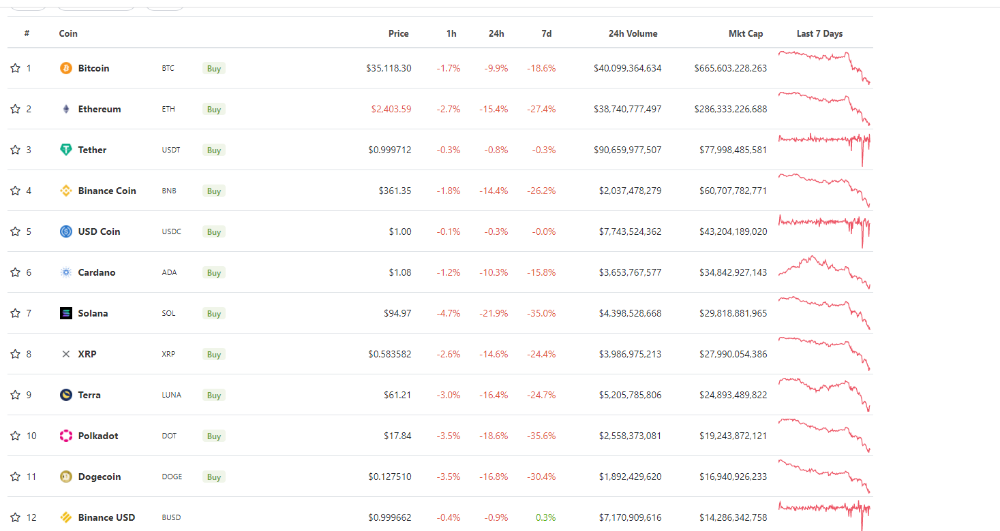 # Coin Price 1h 24h 7d 24h Volume Mkt Cap Last 7 Days
1 Bitcoin BTC Buy $35,118.30 -1.7% -9.9% -18.6% $40,099,364,634 $665,603,228,263
2 Ethereum ETH Buy $2,403.59 -2.7% -15.4% -27.4% $38,740,777,497 $286,333,226,688
3 Tether USDT Buy $0.999712 -0.3% -0.8% -0.3% $90,659,977,507 $77,998,485,581
4 Binance Coin BNB Buy $361.35 -1.8% -14.4% -26.2% $2,037,478,279 $60,707,782,771
5 USD Coin USDC Buy $1.00 -0.1% -0.3% -0.0% $7,743,524,362 $43,204,189,020
6 Cardano ADA Buy $1.08 -1.2% -10.3% -15.8% $3,653,767,577 $34,842,927,143
7 Solana SOL Buy $94.97 -4.7% -21.9% -35.0% $4,398,528,668 $29,818,881,965
8 XRP XRP Buy $0.583582 -2.6% -14.6% -24.4% $3,986,975,213 $27,990,054,386
9 Terra LUNA Buy $61.21 -3.0% -16.4% -24.7% $5,205,785,806 $24,893,489,822
10 Polkadot DOT Buy $17.84 -3.5% -18.6% -35.6% $2,558,373,081 $19,243,872,121
11 Dogecoin DOGE Buy $0.127510 -3.5% -16.8% -30.4% $1,892,429,620 $16,940,926,233
12 Binance USD BUSD $0.999662 -0.4% -0.9% 0.3% $7,170,909,616 $14,286,342,758